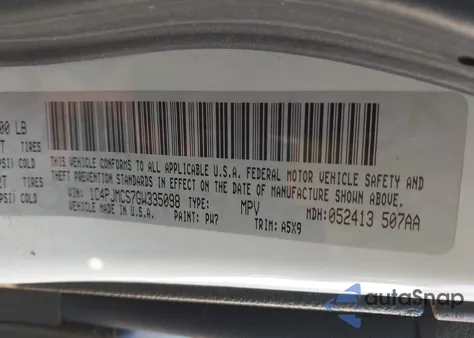 00 LB
TIRES
PSI) COLD
TIRES
PSI) COLD
THIS VEHICLE CONFORMS TO ALL APPLICABLE U.S.A. FEDERAL MOTOR VEHICLE SAFETY AND
THEFT PREVENTION STANDARDS IN EFFECT ON THE DATE OF MANUFACTURE SHOWN ABOVE.
VIN: 1C4PJMCS7GW335098 TYPE: MPV MDH:052413 507AA
VEHICLE MADE IN U.S.A. PAINT: PW7 TRIM: A5X9
autoSnap